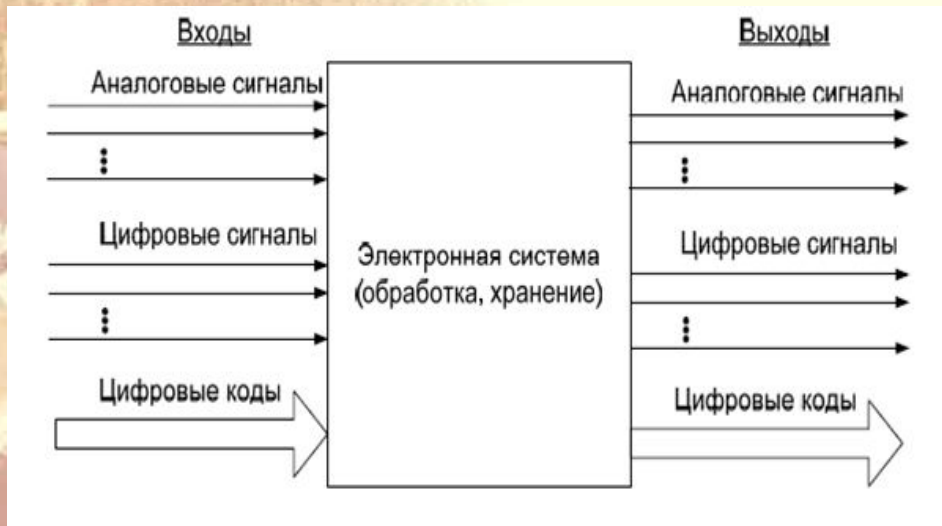 Входы
Аналоговые сигналы
Цифровые сигналы
Цифровые коды
Электронная система
(обработка, хранение)
Выходы
Аналоговые сигналы
Цифровые сигналы
Цифровые коды